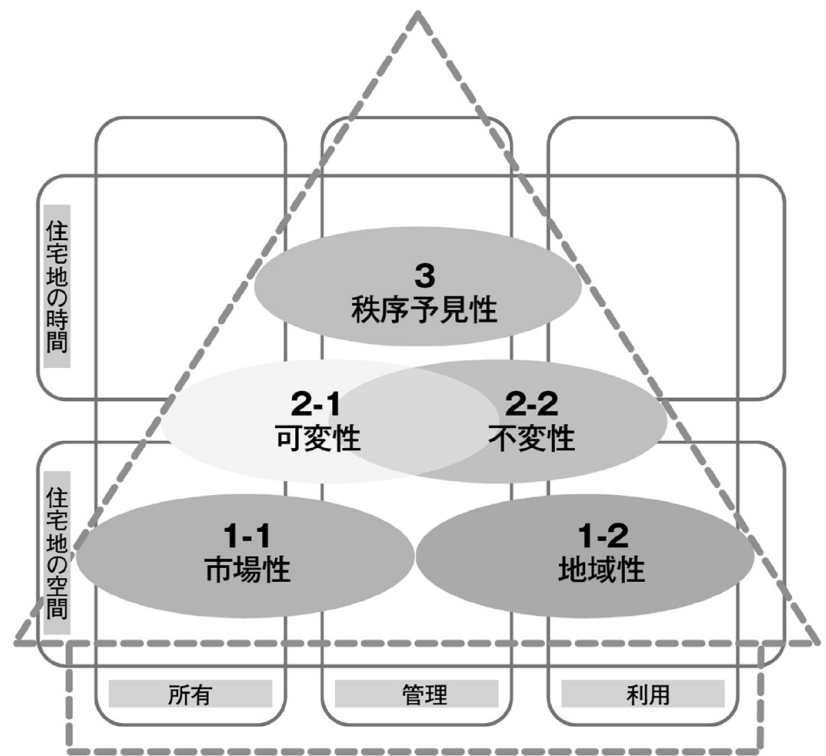 3
秩序予見性
住宅地の時間
2-1
可変性
2-2
不変性
1-1
市場性
1-2
地域性
住宅地の空間
所有
管理
利用